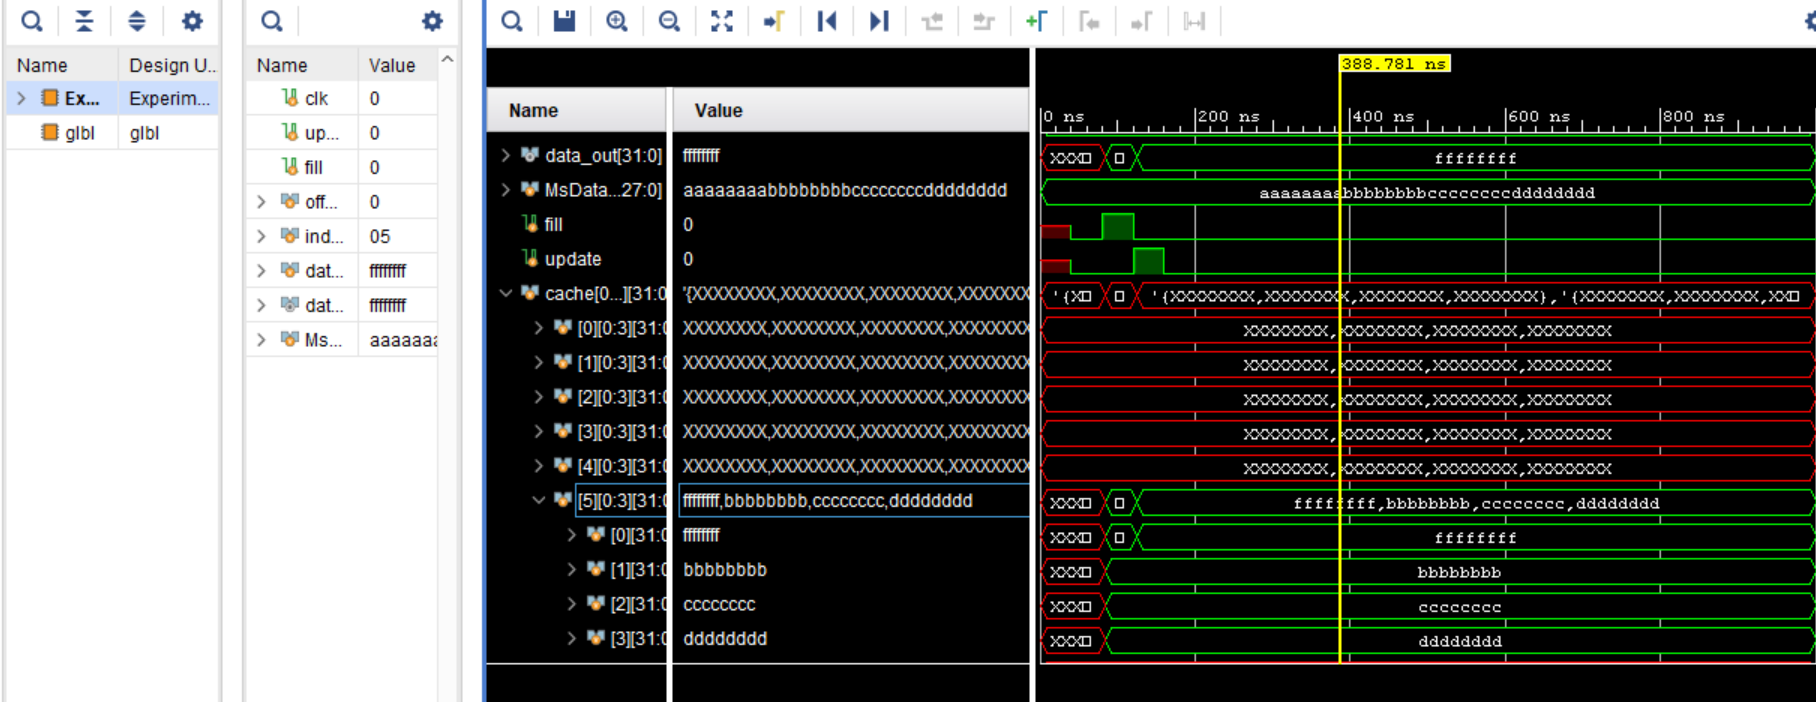 Name Design U...
Ex... Experim...
glbl glbl
Name Value
clk 0
up... 0
fill 0
off... 0
ind... 05
dat... ffffffff
dat... ffffffff
Ms... aaaaaaa
388.781 ns
Name Value
0 ns 200 ns 400 ns 600 ns 800 ns
data_out[31:0] ffffffff XXX ffffffff
MsData...27:0] aaaaaaaabbbbbbbbccccccccdddddddd aaaaaaaabbbbbbbbccccccccdddddddd
fill 0
update 0
cache[0...][31:0 '{XXXXXXXX,XXXXXXXX,XXXXXXXX,XXXXXXX '{X '{XXXXXXXX,XXXXXXXX,XXXXXXXX,XXXXXXXX},'{XXXXXXXX,XXXXXXXX,XX
[0][0:3][31:0 XXXXXXXX,XXXXXXXX,XXXXXXXX,XXXXXXXX XXXXXXXX,XXXXXXXX,XXXXXXXX,XXXXXXXX
[1][0:3][31:0 XXXXXXXX,XXXXXXXX,XXXXXXXX,XXXXXXXX XXXXXXXX,XXXXXXXX,XXXXXXXX,XXXXXXXX
[2][0:3][31:0 XXXXXXXX,XXXXXXXX,XXXXXXXX,XXXXXXXX XXXXXXXX,XXXXXXXX,XXXXXXXX,XXXXXXXX
[3][0:3][31:0 XXXXXXXX,XXXXXXXX,XXXXXXXX,XXXXXXXX XXXXXXXX,XXXXXXXX,XXXXXXXX,XXXXXXXX
[4][0:3][31:0 XXXXXXXX,XXXXXXXX,XXXXXXXX,XXXXXXXX XXXXXXXX,XXXXXXXX,XXXXXXXX,XXXXXXXX
[5][0:3][31:0 ffffffff,bbbbbbbb,cccccccc,dddddddd XXX ffffffff,bbbbbbbb,cccccccc,dddddddd
[0][31:0 ffffffff XXX ffffffff
[1][31:0 bbbbbbbb XXX bbbbbbbb
[2][31:0 cccccccc XXX cccccccc
[3][31:0 dddddddd XXX dddddddd